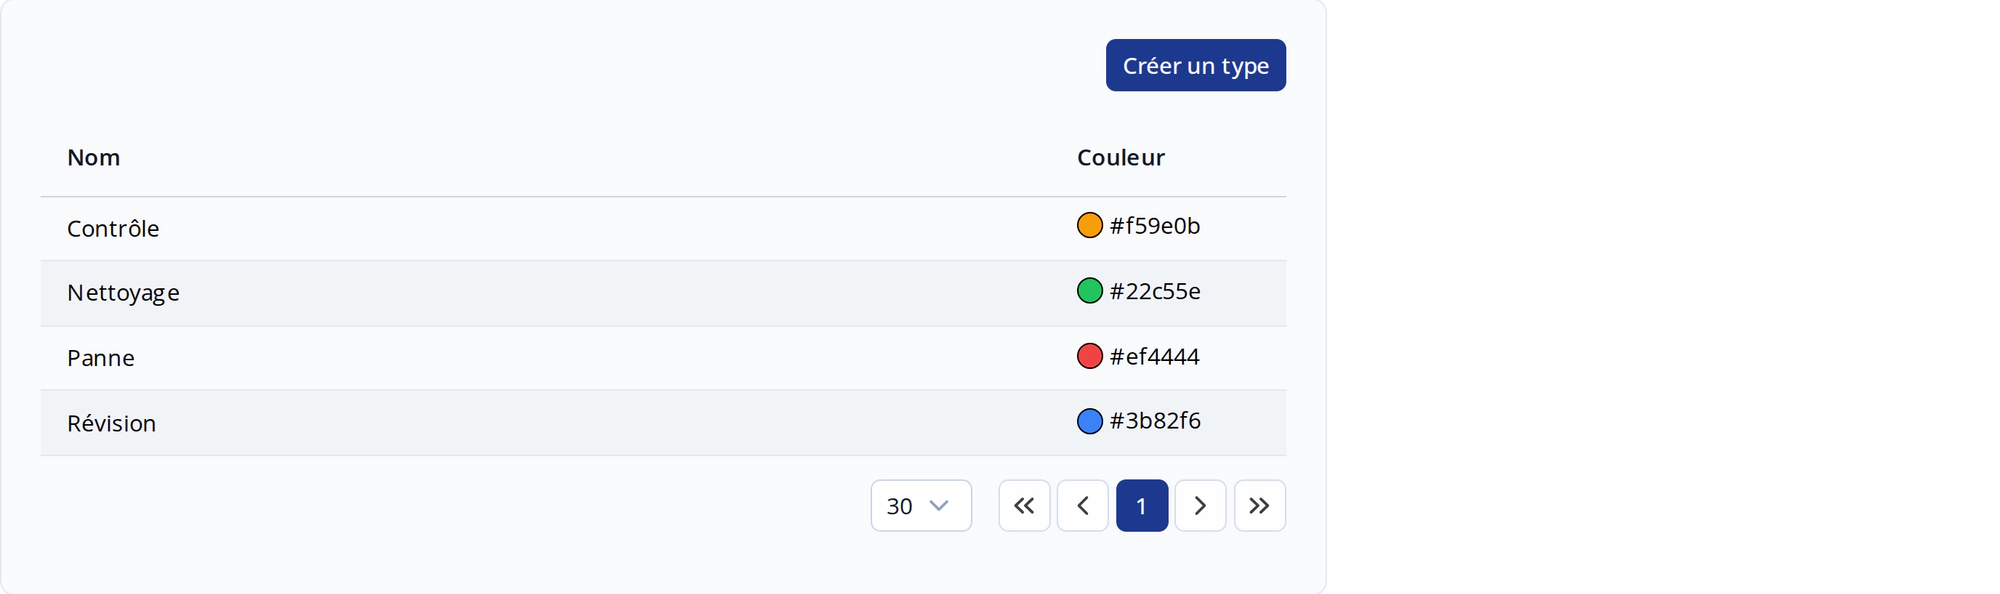 Créer un type
Nom Couleur
Contrôle #f59e0b
Nettoyage #22c55e
Panne #ef4444
Révision #3b82f6
30 1